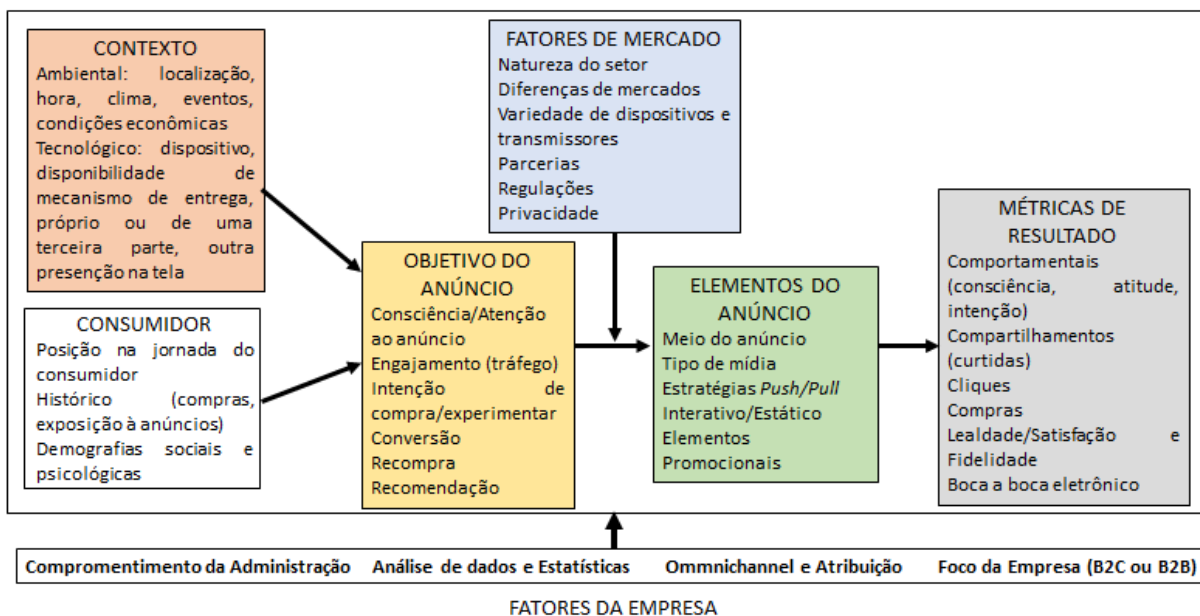 CONTEXTO
Ambiental: localização,
hora, clima, eventos,
condições econômicas
Tecnológico: dispositivo,
disponibilidade de
mecanismo de entrega,
próprio ou de uma
terceira parte, outra
presenção na tela
CONSUMIDOR
Posição na jornada do
consumidor
Histórico (compras,
exposição à anúncios)
Demografias sociais e
psicológicas
OBJETIVO DO
ANÚNCIO
Consciência/Atenção
ao anúncio
Engajamento (tráfego)
Intenção de
compra/experimentar
Conversão
Recompra
Recomendação
FATORES DE MERCADO
Natureza do setor
Diferenças de mercados
Variedade de dispositivos e
transmissores
Parcerias
Regulações
Privacidade
ELEMENTOS DO
ANÚNCIO
Meio do anúncio
Tipo de mídia
Estratégias Push/Pull
Interativo/Estático
Elementos
Promocionais
MÉTRICAS DE
RESULTADO
Comportamentais
(consciência, atitude,
intenção)
Compartilhamentos
(curtidas)
Cliques
Compras
Lealdade/Satisfação e
Fidelidade
Boca a boca eletrônico
Comprometimento da Administração Análise de dados e Estatísticas Ommnichannel e Atribuição Foco da Empresa (B2C ou B2B)
FATORES DA EMPRESA